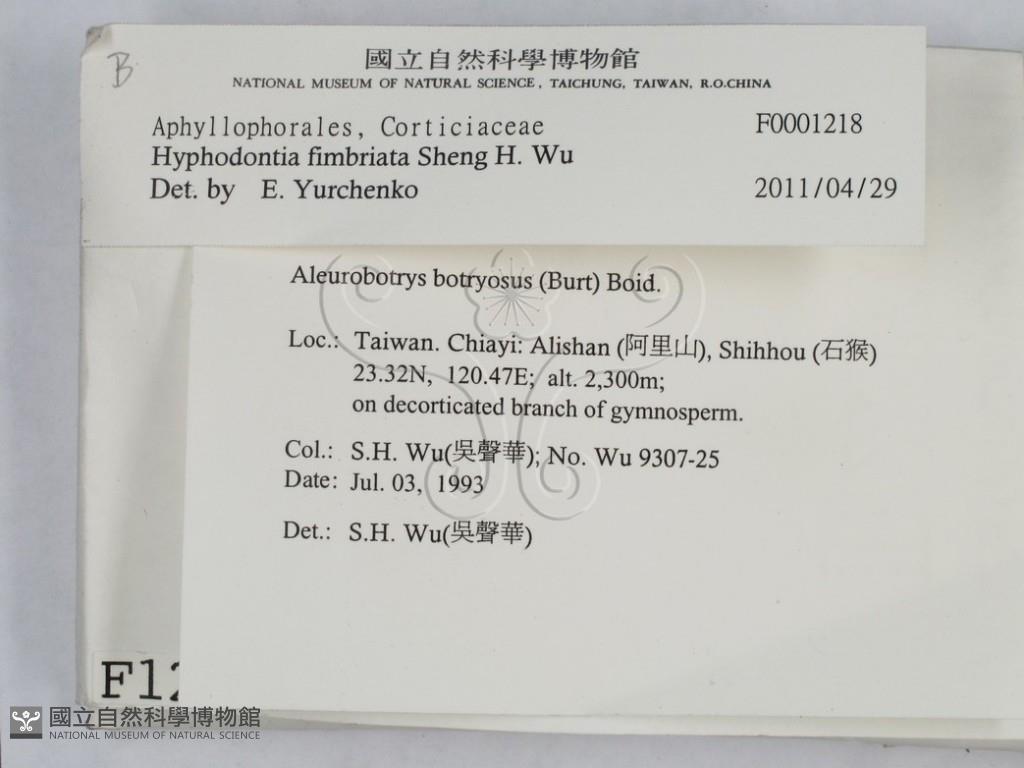 B
國立自然科學博物館
NATIONAL MUSEUM OF NATURAL SCIENCE, TAICHUNG, TAIWAN, R.O.CHINA
Aphyllophorales, Corticiaceae F0001218
Hyphodontia fimbriata Sheng H. Wu
Det. by E. Yurchenko 2011/04/29
Aleurobotrys botryosus (Burt) Boid.
Loc.: Taiwan. Chiayi: Alishan (阿里山), Shihhou (石猴)
23.32N, 120.47E; alt. 2,300m;
on decorticated branch of gymnosperm.
Col.: S.H. Wu(吳聲華); No. Wu 9307-25
Date: Jul. 03, 1993
Det.: S.H. Wu(吳聲華)
F12
國立自然科學博物館
NATIONAL MUSEUM OF NATURAL SCIENCE